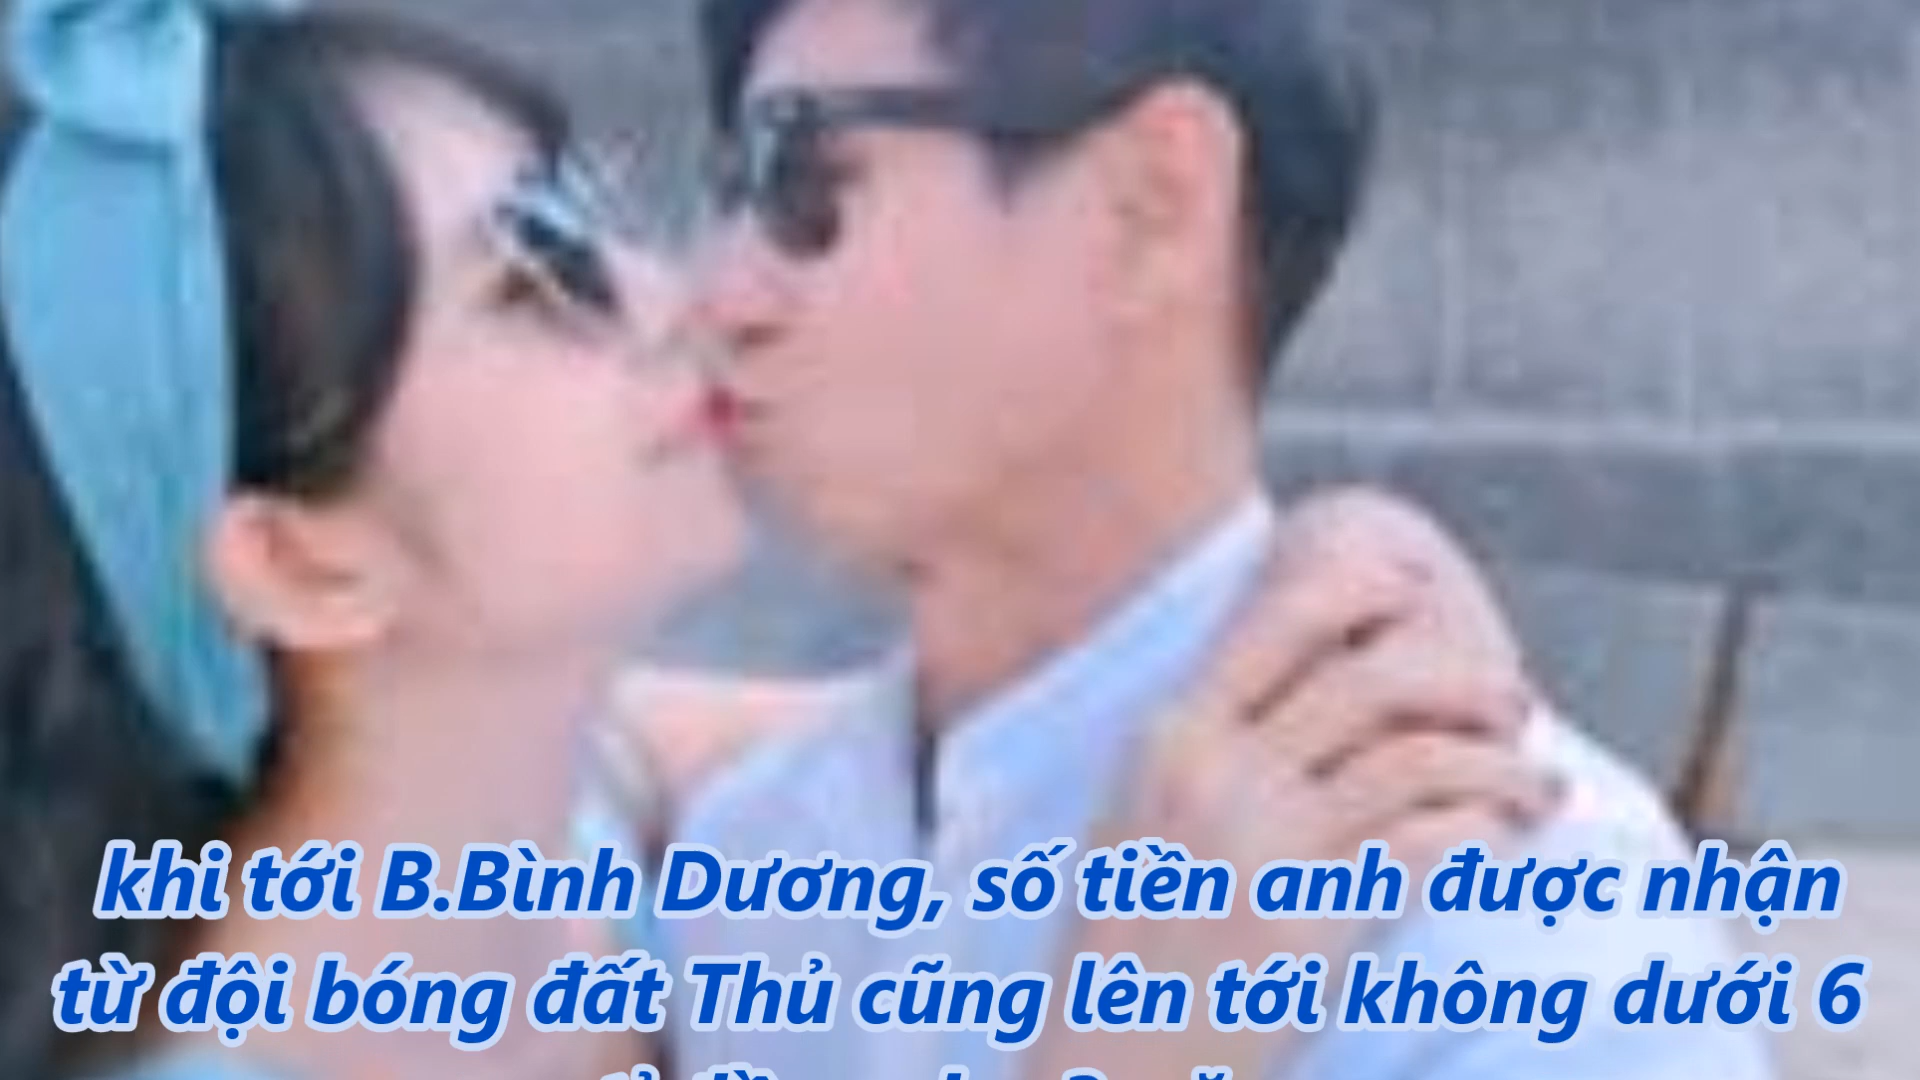 khi tới B.Bình Dương, số tiền anh được nhận
từ đội bóng đất Thủ cũng lên tới không dưới 6